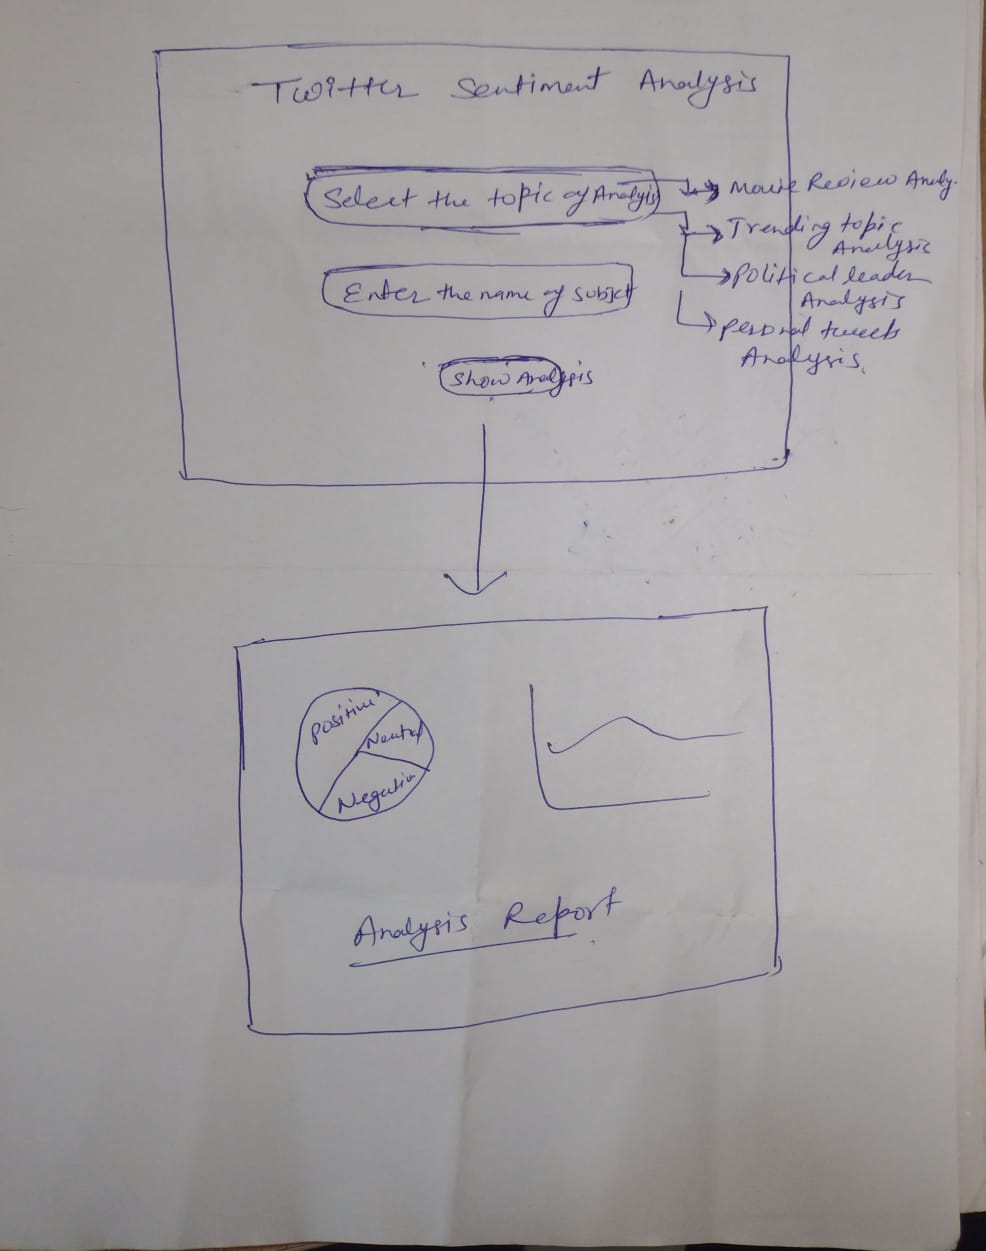 Twitter Sentiment Analysis
Select the topic of Analysis
Movie Review Analy.
Trending topic
Analysis
Political leader
Analysis
Enter the name of subject
personal tweets
Analysis.
Show Analysis
Positive
Neutral
Negative
Analysis Report